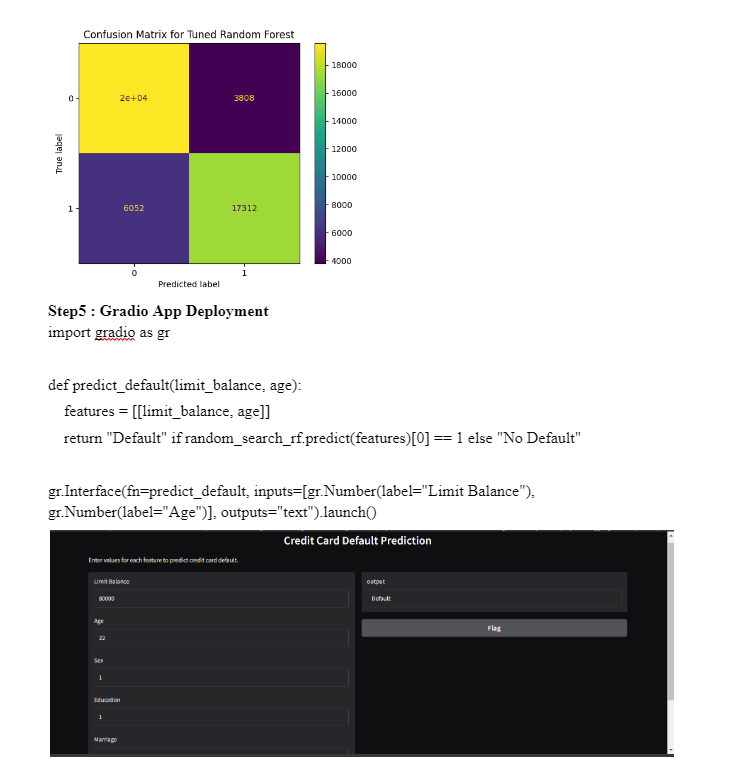 Confusion Matrix for Tuned Random Forest
18000
16000
14000
12000
10000
8000
6000
4000
True label
0
2e+04
3808
1
6052
17312
0
1
Predicted label
Step5 : Gradio App Deployment
import gradio as gr
def predict_default(limit_balance, age):
features = [[limit_balance, age]]
return "Default" if random_search_rf.predict(features)[0] == 1 else "No Default"
gr.Interface(fn=predict_default, inputs=[gr.Number(label="Limit Balance"),
gr.Number(label="Age")], outputs="text").launch()
Credit Card Default Prediction
Enter values for each feature to predict credit card default.
Limit Balance
80000
Age
22
Sex
1
Education
1
Marriage
output
Default
Flag